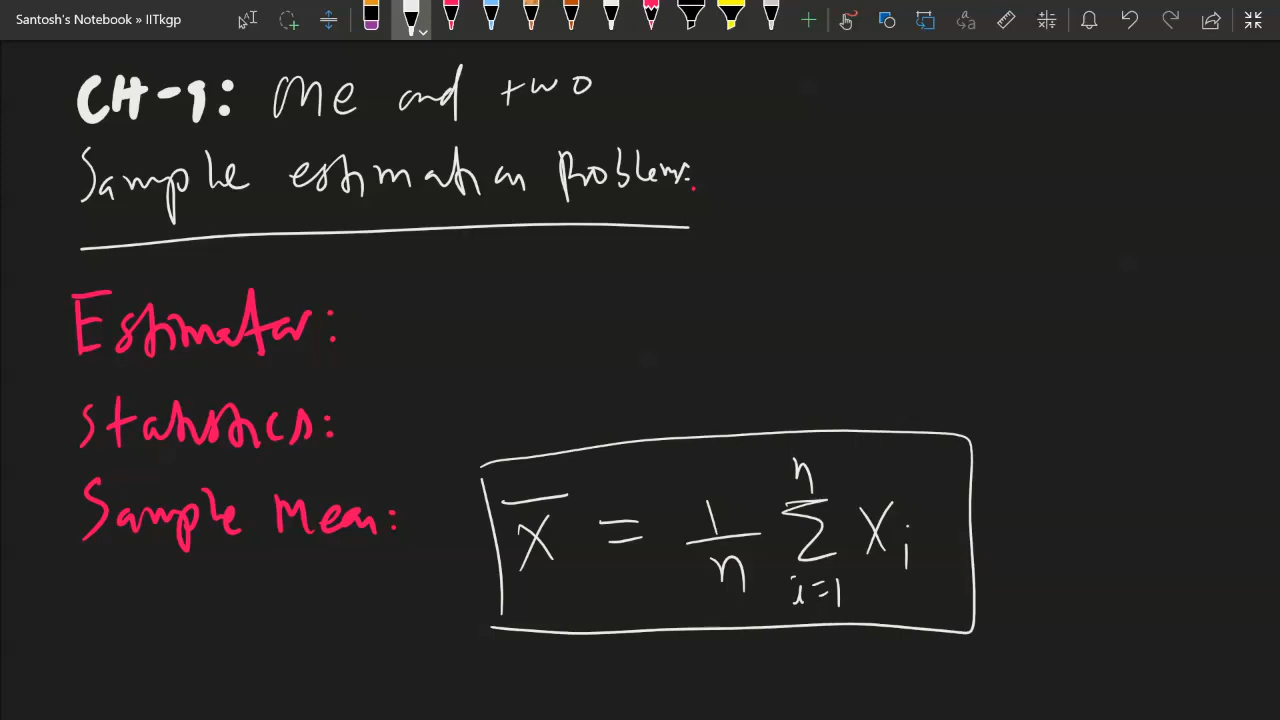 Santosh's Notebook » IITkgp
CH-9: One and two
Sample estimation Problems.
Estimator:
Statistics:
Sample Mean:
X̄ = 1/n ∑_{i=1}^{n} X_i